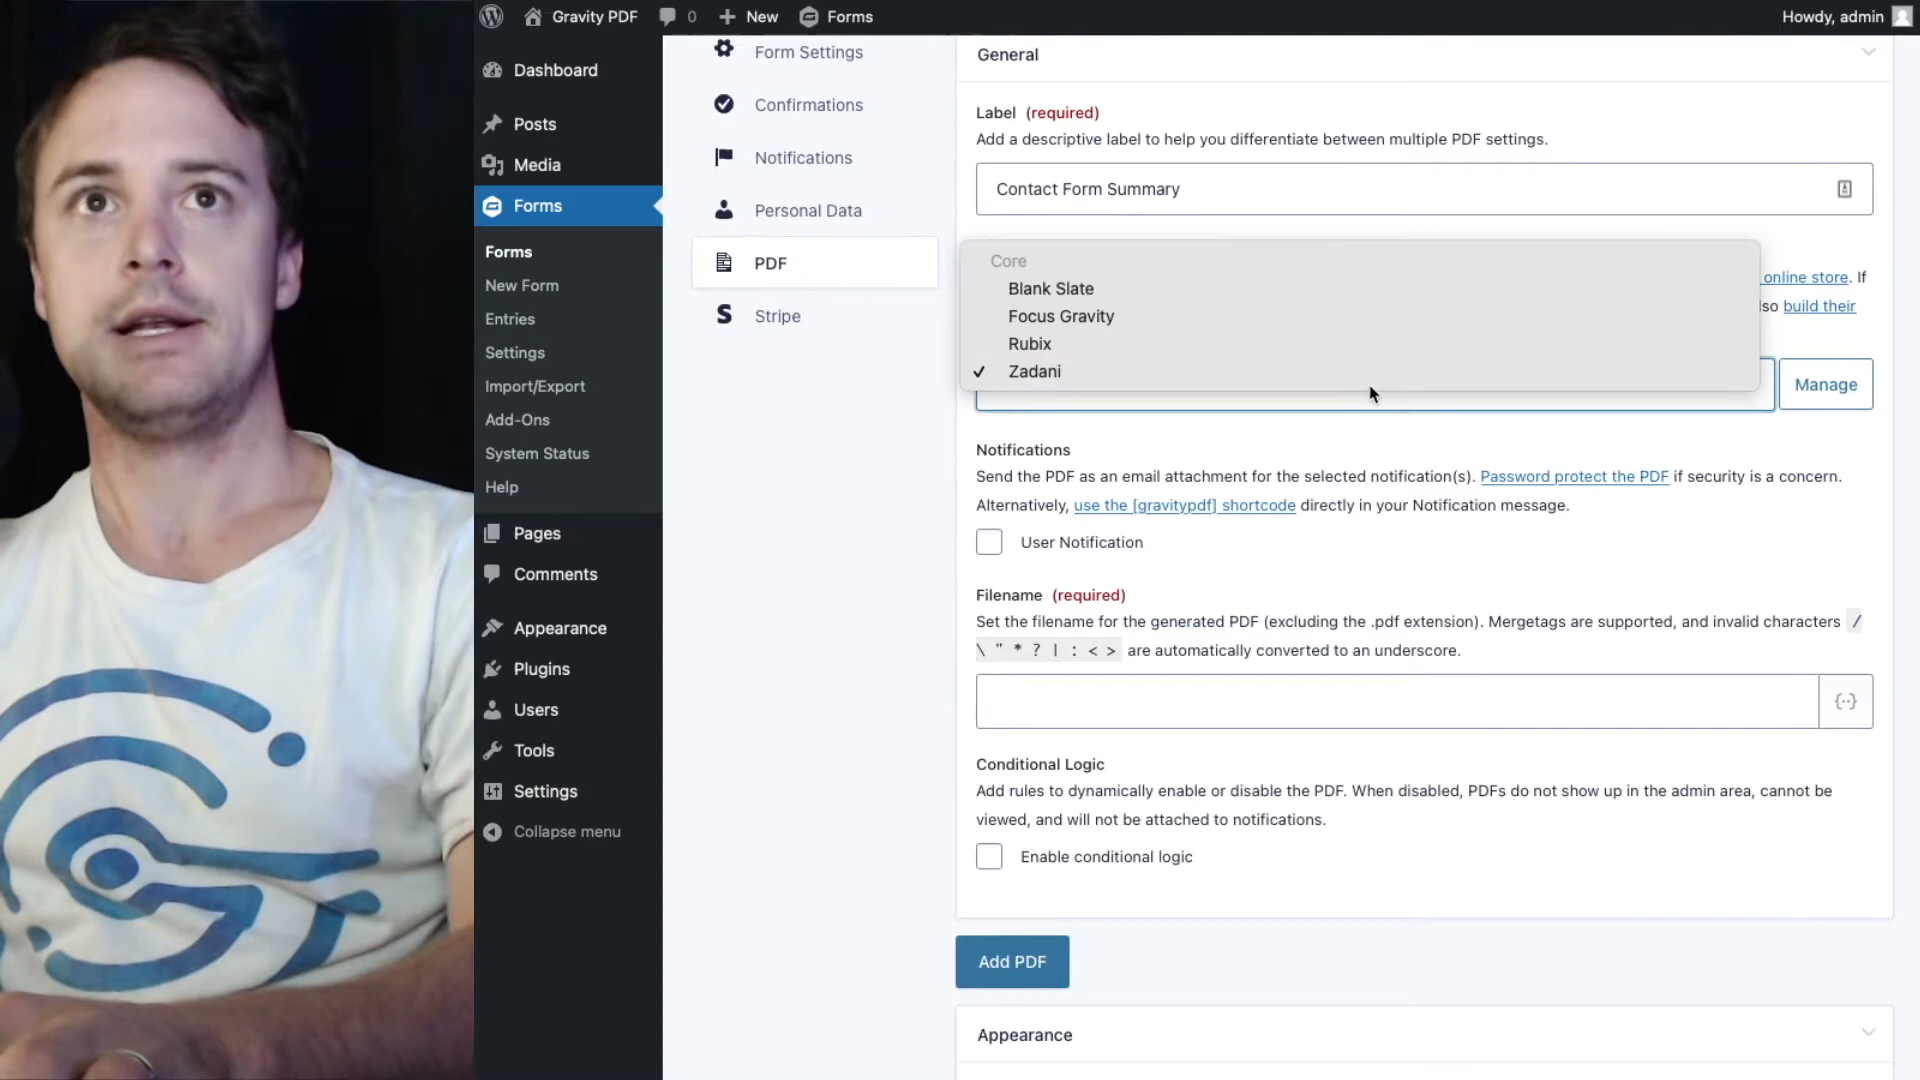 Gravity PDF
0
New
Forms
Howdy, admin
Dashboard
Posts
Media
Forms
Forms
New Form
Entries
Settings
Import/Export
Add-Ons
System Status
Help
Pages
Comments
Appearance
Plugins
Users
Tools
Settings
Collapse menu
Form Settings
Confirmations
Notifications
Personal Data
PDF
Stripe
General
Label (required)
Add a descriptive label to help you differentiate between multiple PDF settings.
Contact Form Summary
Core
Blank Slate
Focus Gravity
Rubix
✓ Zadani
online store. If
build their
Manage
Notifications
Send the PDF as an email attachment for the selected notification(s). Password protect the PDF if security is a concern.
Alternatively, use the [gravitypdf] shortcode directly in your Notification message.
User Notification
Filename (required)
Set the filename for the generated PDF (excluding the .pdf extension). Mergetags are supported, and invalid characters /
\ " * ? | : < > are automatically converted to an underscore.
Conditional Logic
Add rules to dynamically enable or disable the PDF. When disabled, PDFs do not show up in the admin area, cannot be
viewed, and will not be attached to notifications.
Enable conditional logic
Add PDF
Appearance